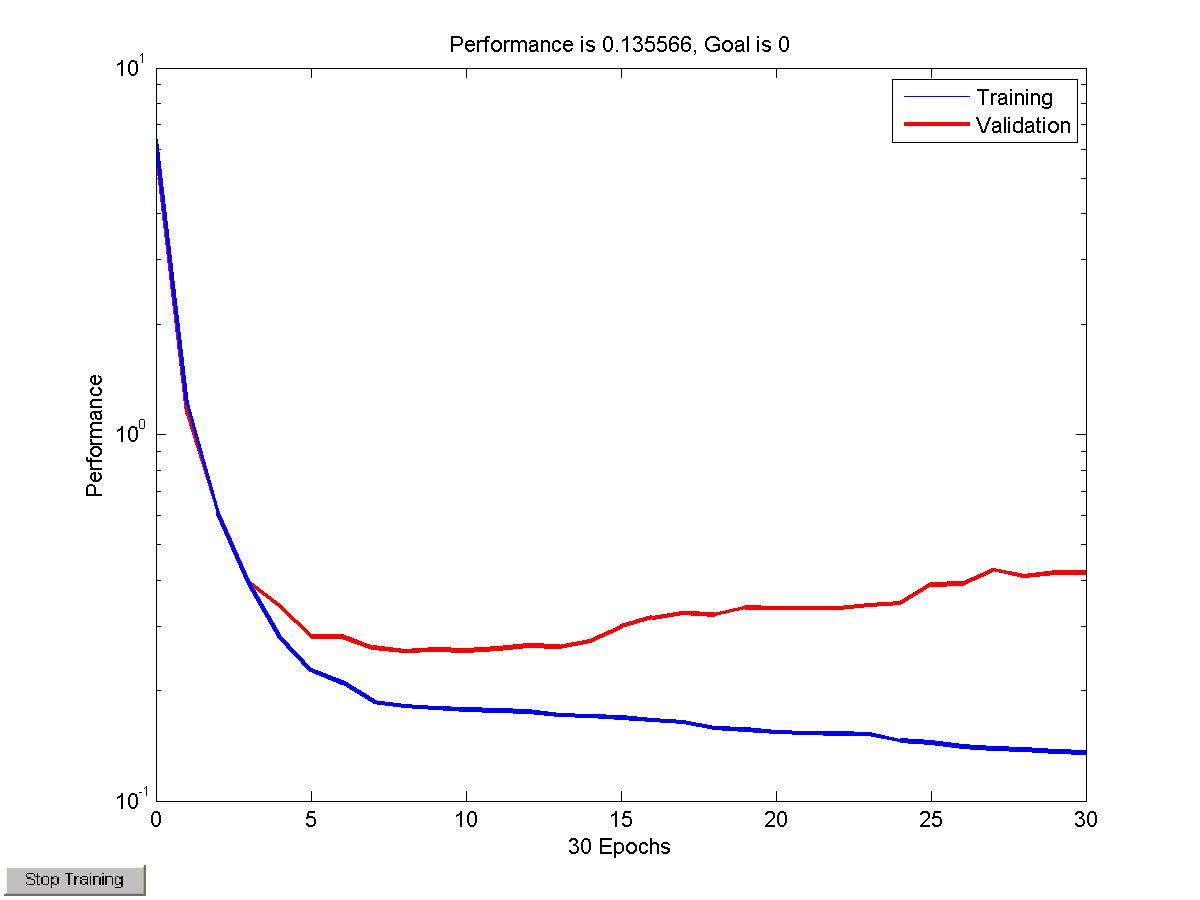 Performance is 0.135566, Goal is 0
10^1
Training
Validation
Performance
10^0
10^-1
0 5 10 15 20 25 30
30 Epochs
Stop Training